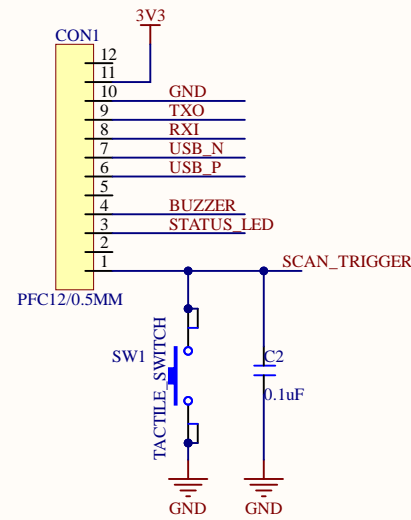 3V3
CON1
12
11
10 GND
9 TXO
8 RXI
7 USB_N
6 USB_P
5
4 BUZZER
3 STATUS_LED
2
1 SCAN_TRIGGER
PFC12/0.5MM
SW1
TACTILE_SWITCH
C2
0.1uF
GND
GND